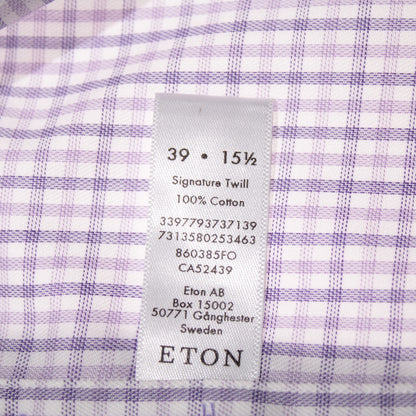 39 • 15½
Signature Twill
100% Cotton
3397793737139
7313580253463
860385FO
CA52439
Eton AB
Box 15002
50771 Gånghester
Sweden
ETON